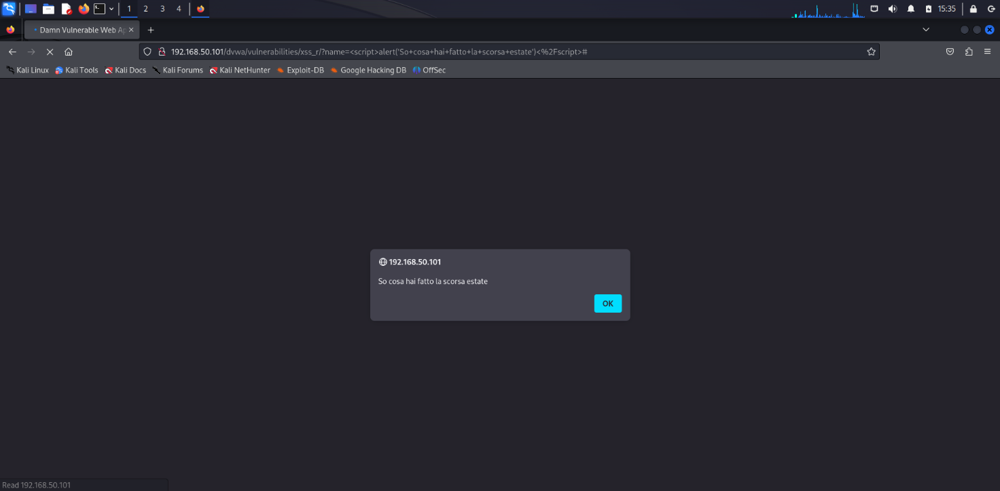 1 2 3 4 15:35
Damn Vulnerable Web Ap
192.168.50.101/dvwa/vulnerabilities/xss_r/?name=<script>alert('So+cosa+hai+fatto+la+scorsa+estate')<%2Fscript>#
Kali Linux Kali Tools Kali Docs Kali Forums Kali NetHunter Exploit-DB Google Hacking DB OffSec
192.168.50.101
So cosa hai fatto la scorsa estate
OK
Read 192.168.50.101